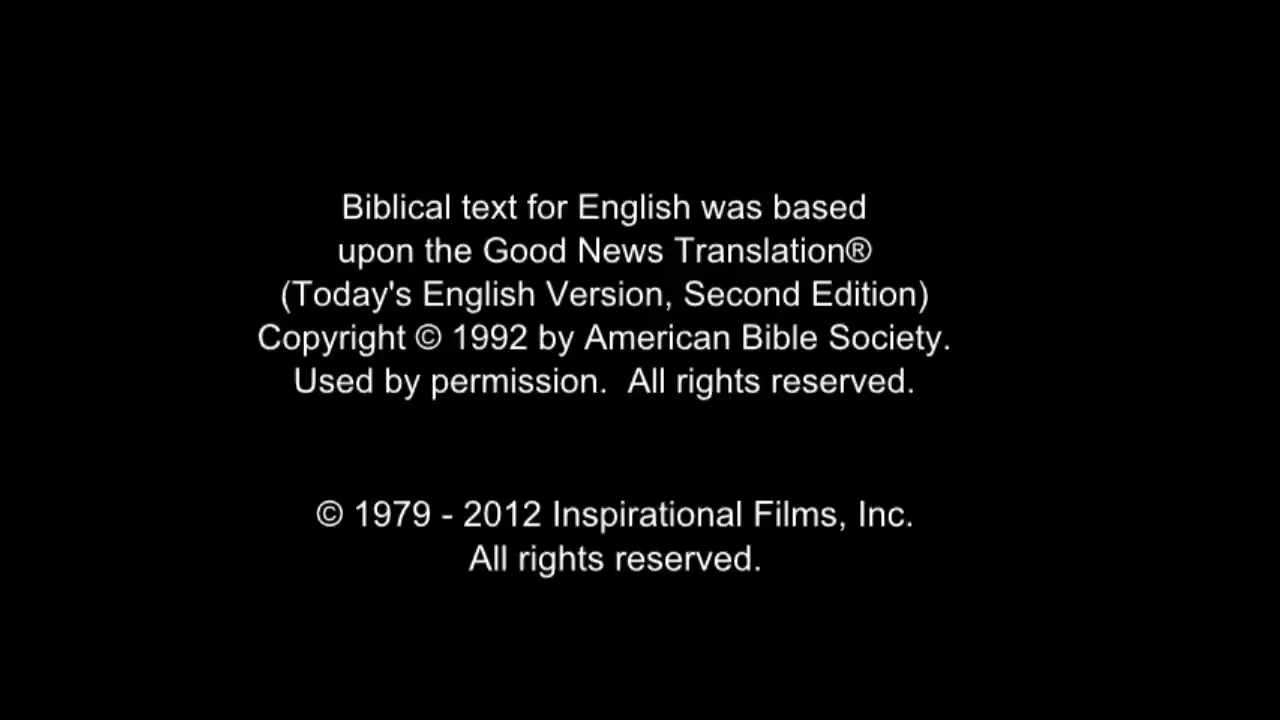 Biblical text for English was based
upon the Good News Translation®
(Today's English Version, Second Edition)
Copyright © 1992 by American Bible Society.
Used by permission.  All rights reserved.
© 1979 - 2012 Inspirational Films, Inc.
All rights reserved.